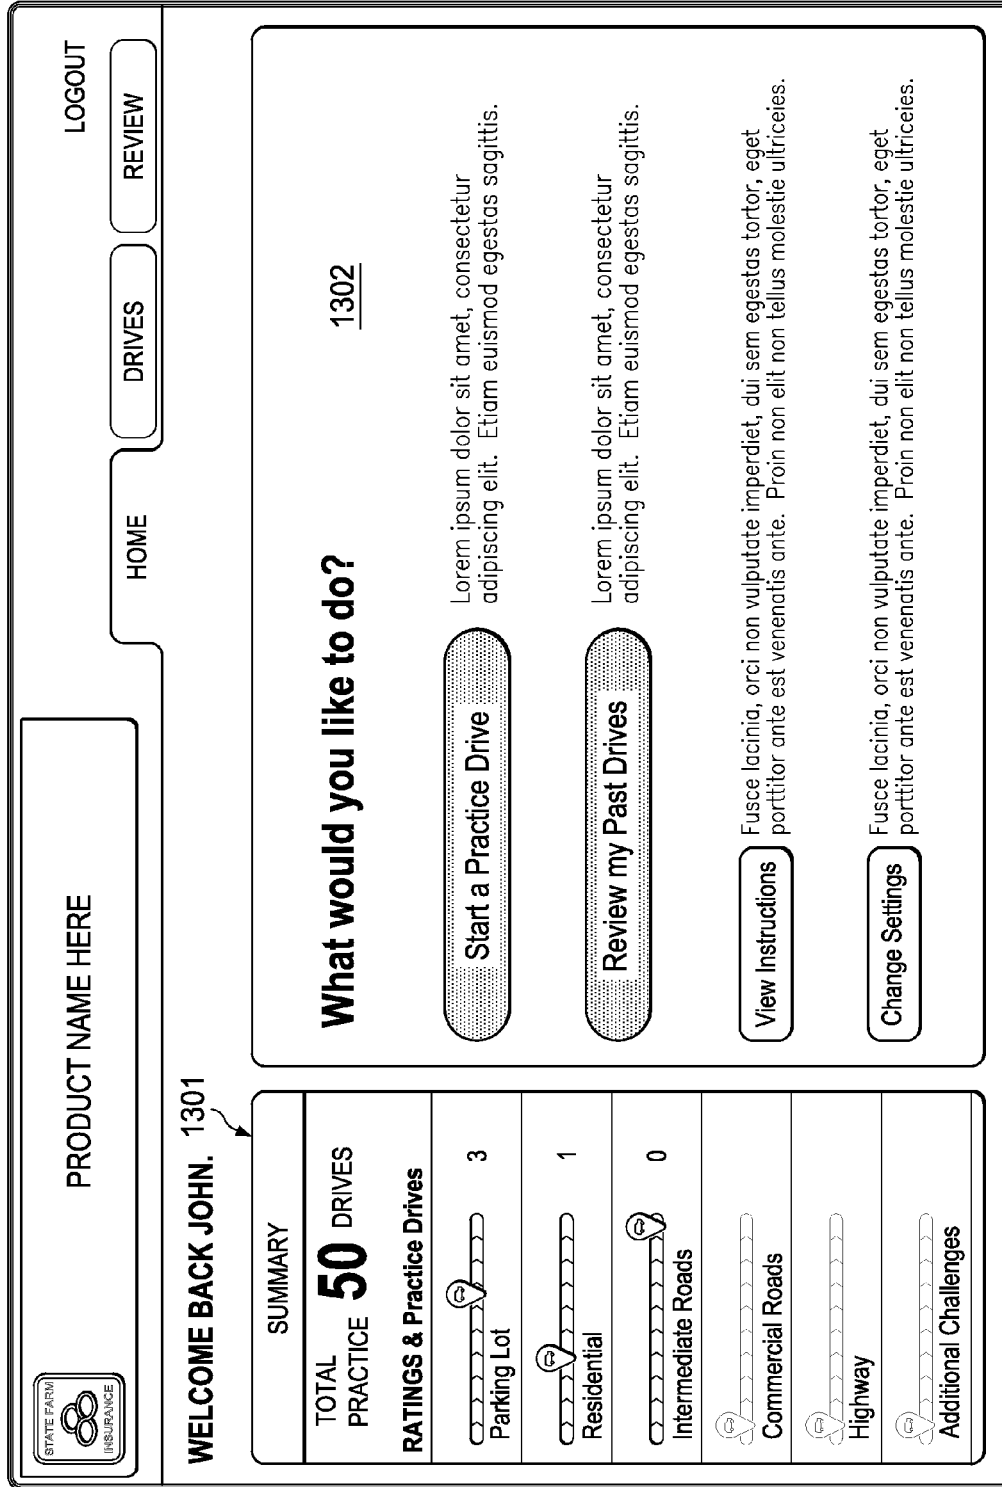 STATE FARM
INSURANCE
PRODUCT NAME HERE
LOGOUT
HOME
DRIVES
REVIEW
WELCOME BACK JOHN.
1301
SUMMARY
TOTAL
PRACTICE 50 DRIVES
RATINGS & Practice Drives
3
Parking Lot
1
Residential
0
Intermediate Roads
Commercial Roads
Highway
Additional Challenges
What would you like to do?
1302
Start a Practice Drive
Lorem ipsum dolor sit amet, consectetur
adipiscing elit. Etiam euismod egestas sagittis.
Review my Past Drives
Lorem ipsum dolor sit amet, consectetur
adipiscing elit. Etiam euismod egestas sagittis.
View Instructions
Fusce lacinia, orci non vulputate imperdiet, dui sem egestas tortor, eget
porttitor ante est venenatis ante. Proin non elit non tellus molestie ultriceies.
Change Settings
Fusce lacinia, orci non vulputate imperdiet, dui sem egestas tortor, eget
porttitor ante est venenatis ante. Proin non elit non tellus molestie ultriceies.